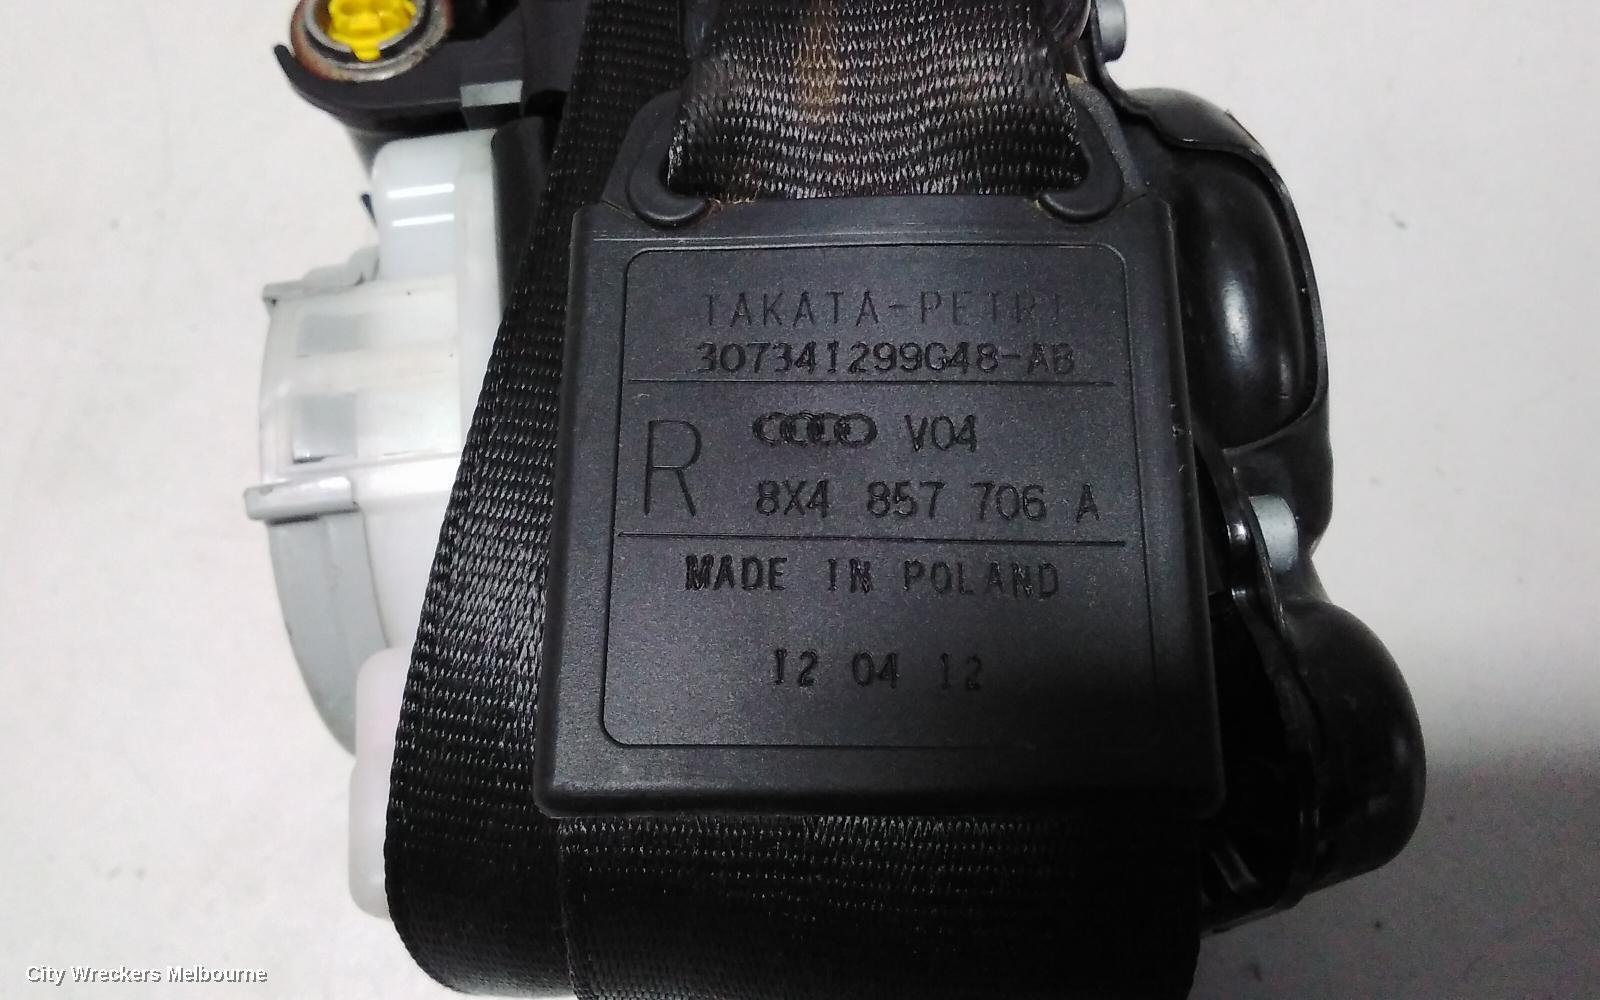 TAKATA-PETRI
307341299G48-AB
R
V04
8X4 857 706 A
MADE IN POLAND
12 04 12
City Wreckers Melbourne